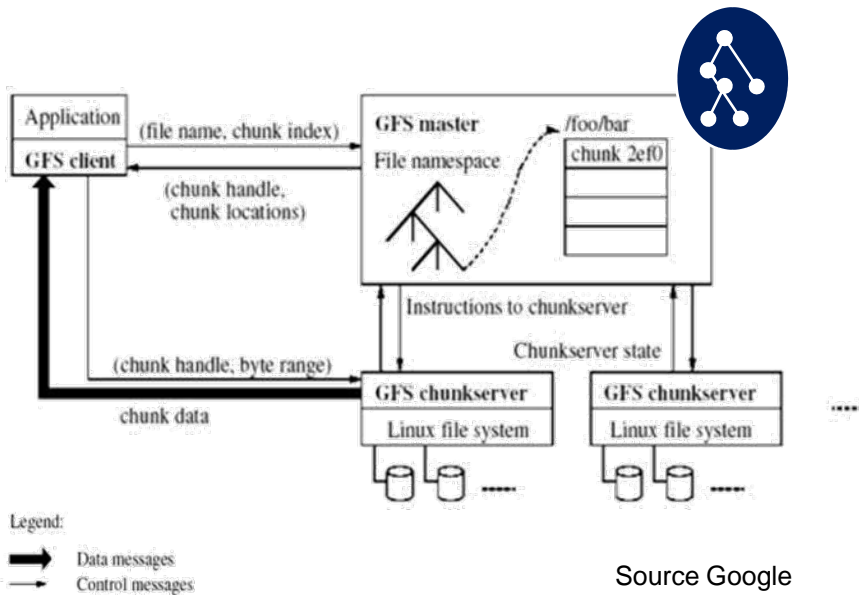 Application
GFS client
(file name, chunk index)
(chunk handle,
chunk locations)
GFS master
File namespace
/foo/bar
chunk 2ef0
Instructions to chunkserver
Chunkserver state
(chunk handle, byte range)
chunk data
GFS chunkserver
Linux file system
GFS chunkserver
Linux file system
Legend:
Data messages
Control messages
Source Google